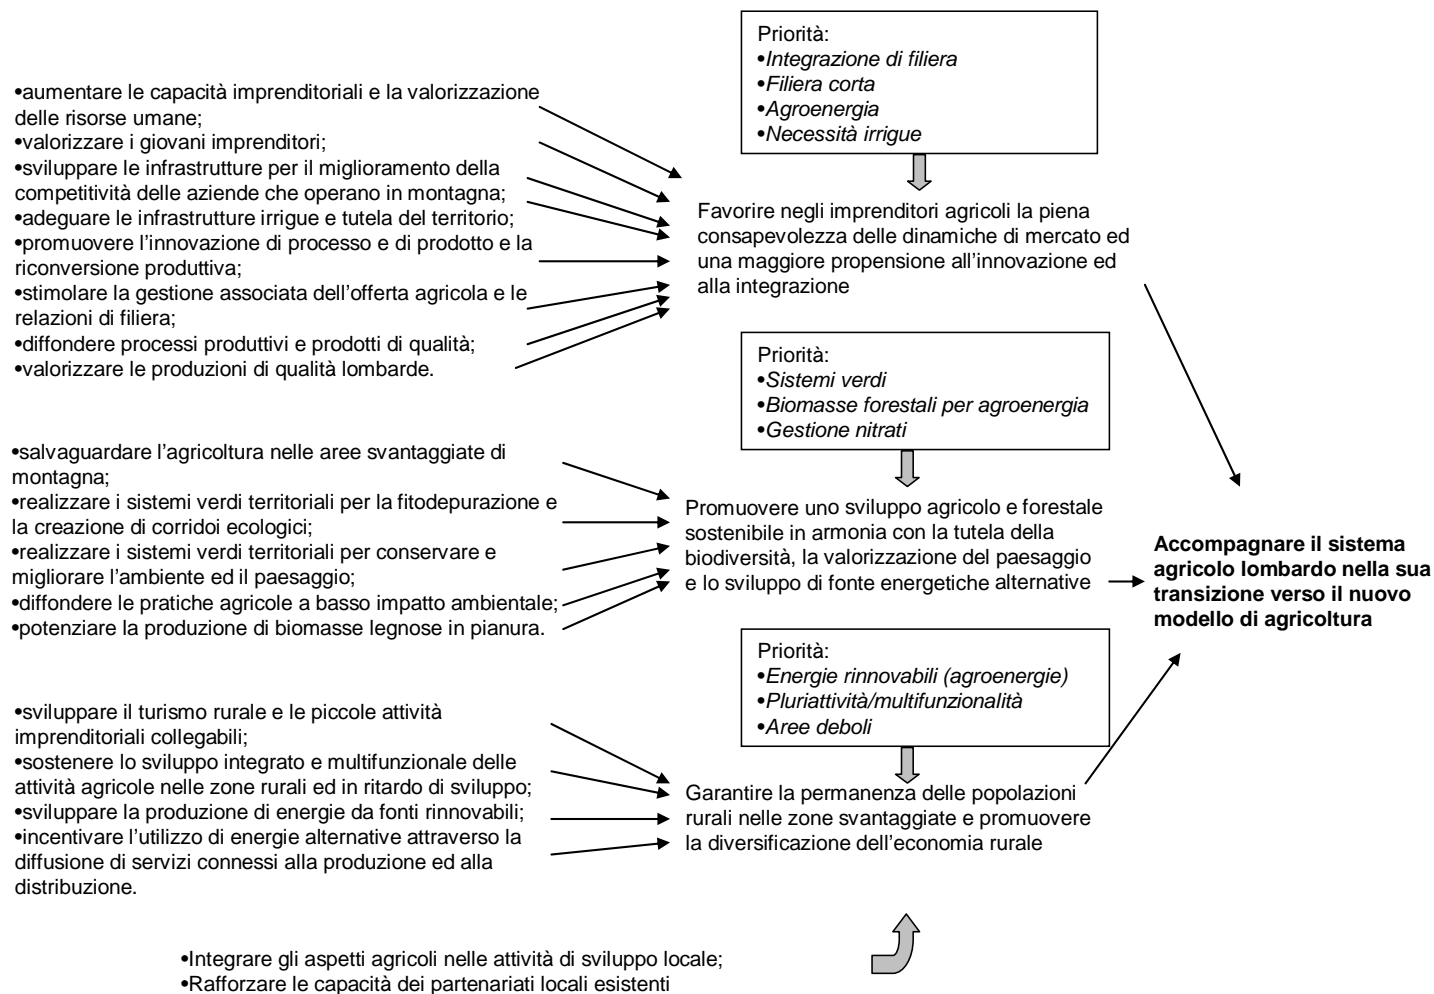 Priorità:
•Integrazione di filiera
•Filiera corta
•Agroenergia
•Necessità irrigue
•aumentare le capacità imprenditoriali e la valorizzazione
delle risorse umane;
•valorizzare i giovani imprenditori;
•sviluppare le infrastrutture per il miglioramento della
competitività delle aziende che operano in montagna;
•adeguare le infrastrutture irrigue e tutela del territorio;
•promuovere l'innovazione di processo e di prodotto e la
riconversione produttiva;
•stimolare la gestione associata dell'offerta agricola e le
relazioni di filiera;
•diffondere processi produttivi e prodotti di qualità;
•valorizzare le produzioni di qualità lombarde.
Favorire negli imprenditori agricoli la piena
consapevolezza delle dinamiche di mercato ed
una maggiore propensione all'innovazione ed
alla integrazione
Priorità:
•Sistemi verdi
•Biomasse forestali per agroenergia
•Gestione nitrati
•salvaguardare l'agricoltura nelle aree svantaggiate di
montagna;
•realizzare i sistemi verdi territoriali per la fitodepurazione e
la creazione di corridoi ecologici;
•realizzare i sistemi verdi territoriali per conservare e
migliorare l'ambiente ed il paesaggio;
•diffondere le pratiche agricole a basso impatto ambientale;
•potenziare la produzione di biomasse legnose in pianura.
Promuovere uno sviluppo agricolo e forestale
sostenibile in armonia con la tutela della
biodiversità, la valorizzazione del paesaggio
e lo sviluppo di fonte energetiche alternative
Accompagnare il sistema
agricolo lombardo nella sua
transizione verso il nuovo
modello di agricoltura
Priorità:
•Energie rinnovabili (agroenergie)
•Pluriattività/multifunzionalità
•Aree deboli
•sviluppare il turismo rurale e le piccole attività
imprenditoriali collegabili;
•sostenere lo sviluppo integrato e multifunzionale delle
attività agricole nelle zone rurali ed in ritardo di sviluppo;
•sviluppare la produzione di energie da fonti rinnovabili;
•incentivare l'utilizzo di energie alternative attraverso la
diffusione di servizi connessi alla produzione ed alla
distribuzione.
Garantire la permanenza delle popolazioni
rurali nelle zone svantaggiate e promuovere
la diversificazione dell'economia rurale
•Integrare gli aspetti agricoli nelle attività di sviluppo locale;
•Rafforzare le capacità dei partenariati locali esistenti